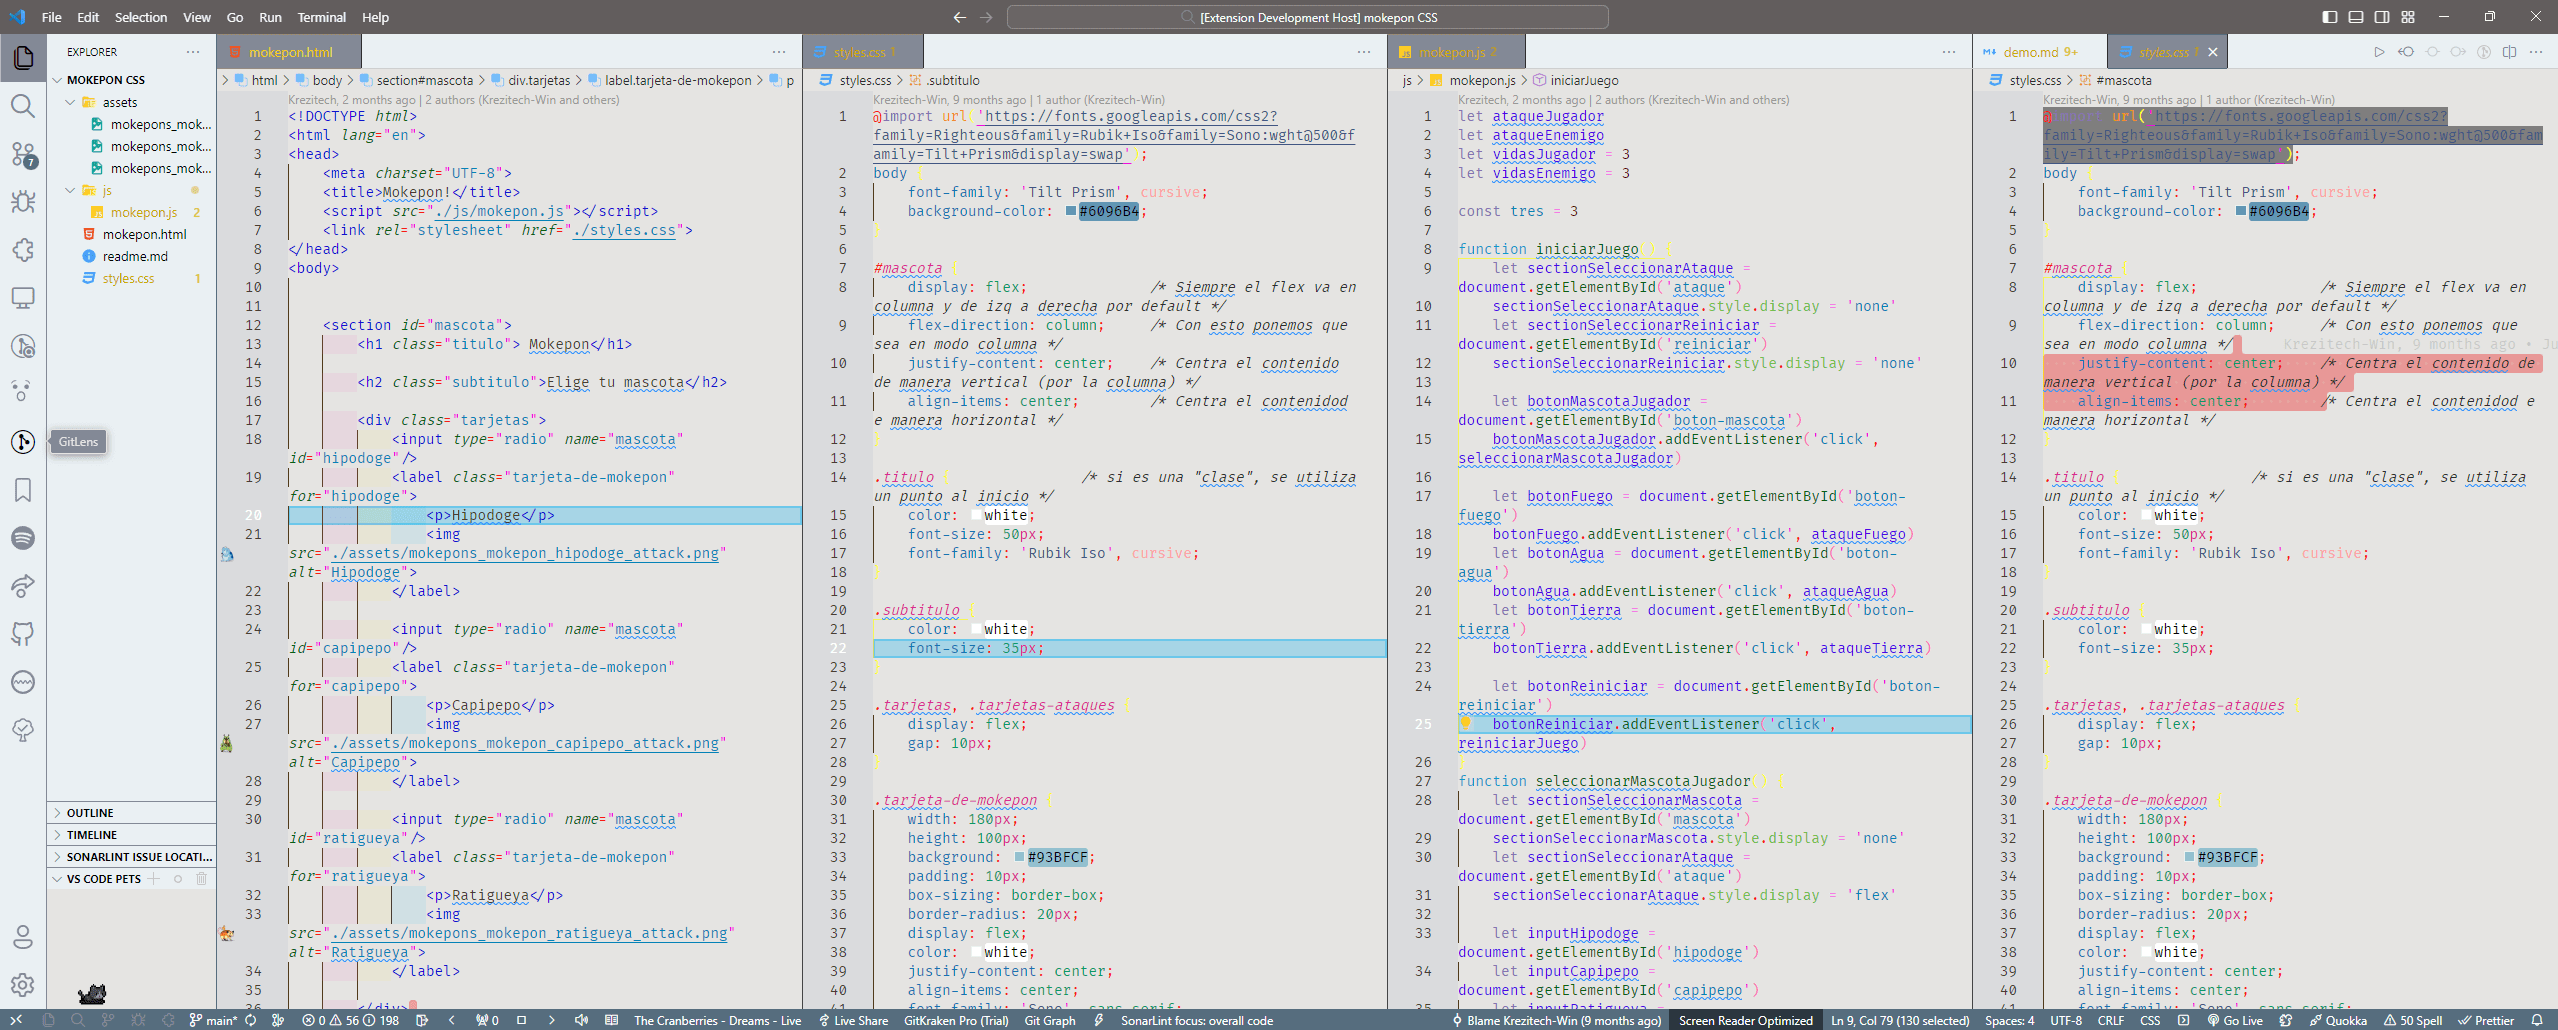 File Edit Selection View Go Run Terminal Help
[Extension Development Host] mokepon CSS
EXPLORER
MOKEPON CSS
assets
mokepons_mok...
mokepons_mok...
mokepons_mok...
js
mokepon.js 2
mokepon.html
readme.md
styles.css 1
7
GitLens
OUTLINE
TIMELINE
SONARLINT ISSUE LOCATI...
VS CODE PETS
mokepon.html
html > body > section#mascota > div.tarjetas > label.tarjeta-de-mokepon > p
Krezitech, 2 months ago | 2 authors (Krezitech-Win and others)
1 <!DOCTYPE html>
2 <html lang="en">
3 <head>
4 <meta charset="UTF-8">
5 <title>Mokepon!</title>
6 <script src="./js/mokepon.js"></script>
7 <link rel="stylesheet" href="./styles.css">
8 </head>
9 <body>
10
11
12 <section id="mascota">
13 <h1 class="titulo"> Mokepon</h1>
14
15 <h2 class="subtitulo">Elige tu mascota</h2>
16
17 <div class="tarjetas">
18 <input type="radio" name="mascota"
id="hipodoge"/>
19 <label class="tarjeta-de-mokepon"
for="hipodoge">
20 <p>Hipodoge</p>
21 <img
src="./assets/mokepons_mokepon_hipodoge_attack.png"
alt="Hipodoge">
22 </label>
23
24 <input type="radio" name="mascota"
id="capipepo"/>
25 <label class="tarjeta-de-mokepon"
for="capipepo">
26 <p>Capipepo</p>
27 <img
src="./assets/mokepons_mokepon_capipepo_attack.png"
alt="Capipepo">
28 </label>
29
30 <input type="radio" name="mascota"
id="ratigueya"/>
31 <label class="tarjeta-de-mokepon"
for="ratigueya">
32 <p>Ratigueya</p>
33 <img
src="./assets/mokepons_mokepon_ratigueya_attack.png"
alt="Ratigueya">
34 </label>
35
36 </div>
styles.css 1
styles.css > .subtitulo
Krezitech-Win, 9 months ago | 1 author (Krezitech-Win)
1 @import url('https://fonts.googleapis.com/css2?
family=Righteous&family=Rubik+Iso&family=Sono:wght@500&f
amily=Tilt+Prism&display=swap');
2 body {
3 font-family: 'Tilt Prism', cursive;
4 background-color: #6096B4;
5 }
6
7 #mascota {
8 display: flex; /* Siempre el flex va en
columna y de izq a derecha por default */
9 flex-direction: column; /* Con esto ponemos que
sea en modo columna */
10 justify-content: center; /* Centra el contenido
de manera vertical (por la columna) */
11 align-items: center; /* Centra el contenidod
e manera horizontal */
12 }
13
14 .titulo { /* si es una "clase", se utiliza
un punto al inicio */
15 color: white;
16 font-size: 50px;
17 font-family: 'Rubik Iso', cursive;
18 }
19
20 .subtitulo {
21 color: white;
22 font-size: 35px;
23 }
24
25 .tarjetas, .tarjetas-ataques {
26 display: flex;
27 gap: 10px;
28 }
29
30 .tarjeta-de-mokepon {
31 width: 180px;
32 height: 100px;
33 background: #93BFCF;
34 padding: 10px;
35 box-sizing: border-box;
36 border-radius: 20px;
37 display: flex;
38 color: white;
39 justify-content: center;
40 align-items: center;
41 font-family: 'Sono', sans-serif;
mokepon.js 2
js > mokepon.js > iniciarJuego
Krezitech, 2 months ago | 2 authors (Krezitech-Win and others)
1 let ataqueJugador
2 let ataqueEnemigo
3 let vidasJugador = 3
4 let vidasEnemigo = 3
5
6 const tres = 3
7
8 function iniciarJuego() {
9 let sectionSeleccionarAtaque =
document.getElementById('ataque')
10 sectionSeleccionarAtaque.style.display = 'none'
11 let sectionSeleccionarReiniciar =
document.getElementById('reiniciar')
12 sectionSeleccionarReiniciar.style.display = 'none'
13
14 let botonMascotaJugador =
document.getElementById('boton-mascota')
15 botonMascotaJugador.addEventListener('click',
seleccionarMascotaJugador)
16
17 let botonFuego = document.getElementById('boton-
fuego')
18 botonFuego.addEventListener('click', ataqueFuego)
19 let botonAgua = document.getElementById('boton-
agua')
20 botonAgua.addEventListener('click', ataqueAgua)
21 let botonTierra = document.getElementById('boton-
tierra')
22 botonTierra.addEventListener('click', ataqueTierra)
23
24 let botonReiniciar = document.getElementById('boton-
reiniciar')
25 botonReiniciar.addEventListener('click',
reiniciarJuego)
26 }
27 function seleccionarMascotaJugador() {
28 let sectionSeleccionarMascota =
document.getElementById('mascota')
29 sectionSeleccionarMascota.style.display = 'none'
30 let sectionSeleccionarAtaque =
document.getElementById('ataque')
31 sectionSeleccionarAtaque.style.display = 'flex'
32
33 let inputHipodoge =
document.getElementById('hipodoge')
34 let inputCapipepo =
document.getElementById('capipepo')
35 let inputRatigueya =
demo.md 9+ styles.css 1
styles.css > #mascota
Krezitech-Win, 9 months ago | 1 author (Krezitech-Win)
1 @import url('https://fonts.googleapis.com/css2?
family=Righteous&family=Rubik+Iso&family=Sono:wght@500&fam
ily=Tilt+Prism&display=swap');
2 body {
3 font-family: 'Tilt Prism', cursive;
4 background-color: #6096B4;
5 }
6
7 #mascota {
8 display: flex; /* Siempre el flex va en
columna y de izq a derecha por default */
9 flex-direction: column; /* Con esto ponemos que
sea en modo columna */ Krezitech-Win, 9 months ago • Ju
10 justify-content: center; /* Centra el contenido de
manera vertical (por la columna) */
11 align-items: center; /* Centra el contenidod e
manera horizontal */
12 }
13
14 .titulo { /* si es una "clase", se utiliza
un punto al inicio */
15 color: white;
16 font-size: 50px;
17 font-family: 'Rubik Iso', cursive;
18 }
19
20 .subtitulo {
21 color: white;
22 font-size: 35px;
23 }
24
25 .tarjetas, .tarjetas-ataques {
26 display: flex;
27 gap: 10px;
28 }
29
30 .tarjeta-de-mokepon {
31 width: 180px;
32 height: 100px;
33 background: #93BFCF;
34 padding: 10px;
35 box-sizing: border-box;
36 border-radius: 20px;
37 display: flex;
38 color: white;
39 justify-content: center;
40 align-items: center;
41 font-family: 'Sono', sans-serif;
main* 0 56 198 0 The Cranberries - Dreams - Live Live Share GitKraken Pro (Trial) Git Graph SonarLint focus: overall code Blame Krezitech-Win (9 months ago) Screen Reader Optimized Ln 9, Col 79 (130 selected) Spaces: 4 UTF-8 CRLF CSS Go Live Quokka 50 Spell Prettier